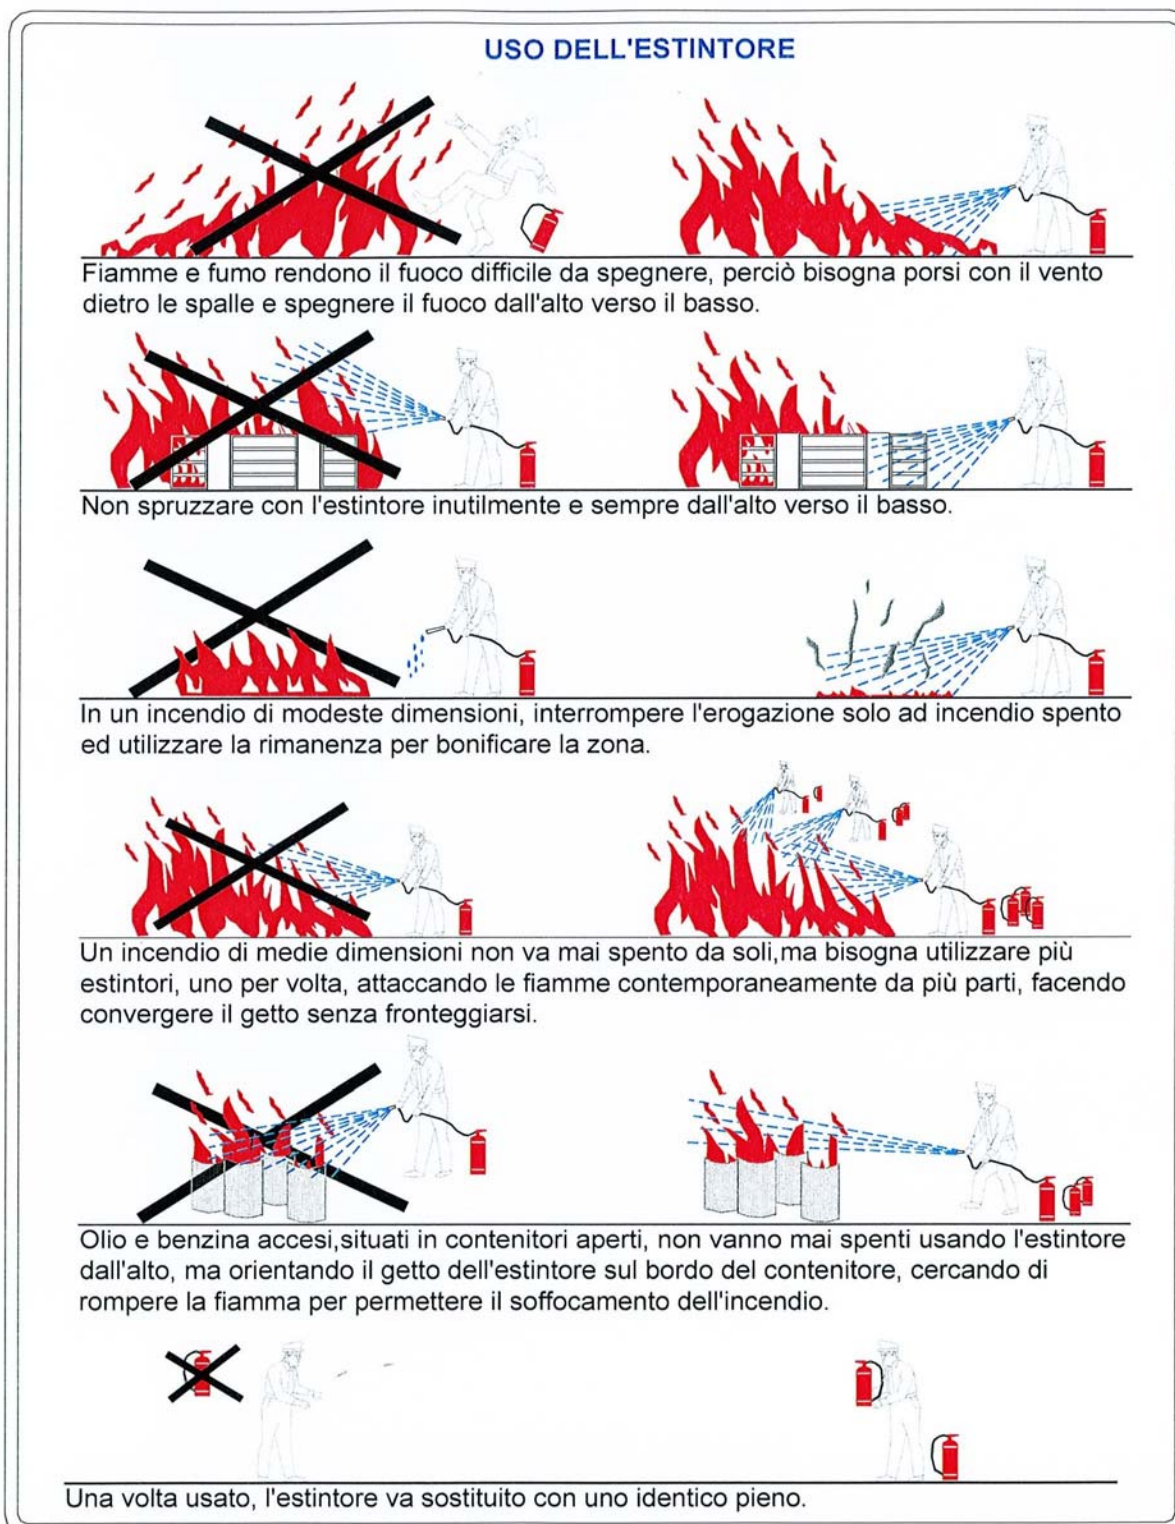 USO DELL'ESTINTORE
Fiamme e fumo rendono il fuoco difficile da spegnere, perciò bisogna porsi con il vento
dietro le spalle e spegnere il fuoco dall'alto verso il basso.
Non spruzzare con l'estintore inutilmente e sempre dall'alto verso il basso.
In un incendio di modeste dimensioni, interrompere l'erogazione solo ad incendio spento
ed utilizzare la rimanenza per bonificare la zona.
Un incendio di medie dimensioni non va mai spento da soli,ma bisogna utilizzare più
estintori, uno per volta, attaccando le fiamme contemporaneamente da più parti, facendo
convergere il getto senza fronteggiarsi.
Olio e benzina accesi,situati in contenitori aperti, non vanno mai spenti usando l'estintore
dall'alto, ma orientando il getto dell'estintore sul bordo del contenitore, cercando di
rompere la fiamma per permettere il soffocamento dell'incendio.
Una volta usato, l'estintore va sostituito con uno identico pieno.